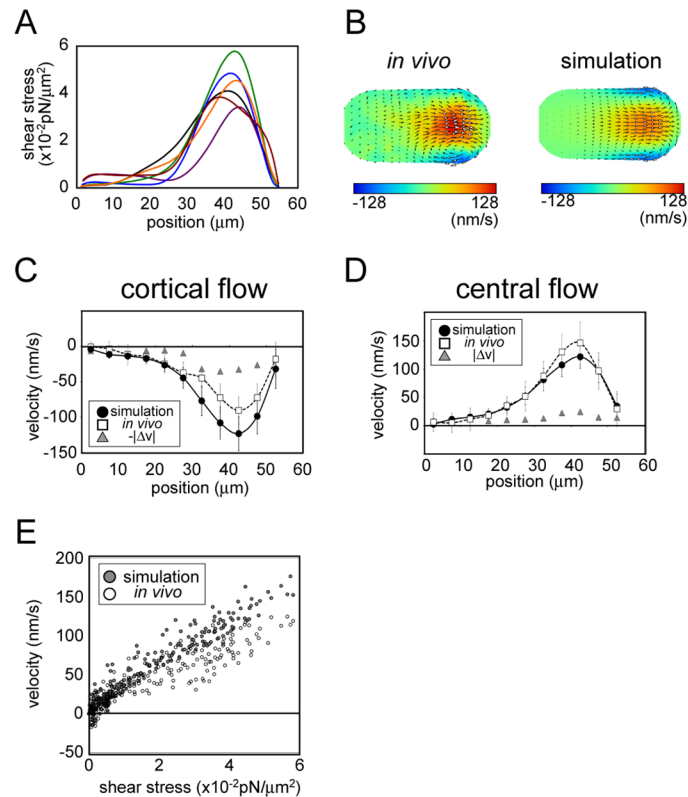 A
shear stress
(x10-2pN/μm2)
6
4
2
0
0 10 20 30 40 50 60
position (μm)
B
in vivo simulation
-128 128 -128 128
(nm/s) (nm/s)
C
cortical flow
velocity (nm/s)
0
-50
-100
-150
simulation
in vivo
-|Δv|
0 10 20 30 40 50 60
position (μm)
D
central flow
velocity (nm/s)
150
100
50
0
simulation
in vivo
|Δv|
0 10 20 30 40 50 60
position (μm)
E
velocity (nm/s)
200
150
100
50
0
-50
simulation
in vivo
0 2 4 6
shear stress (x10-2pN/μm2)